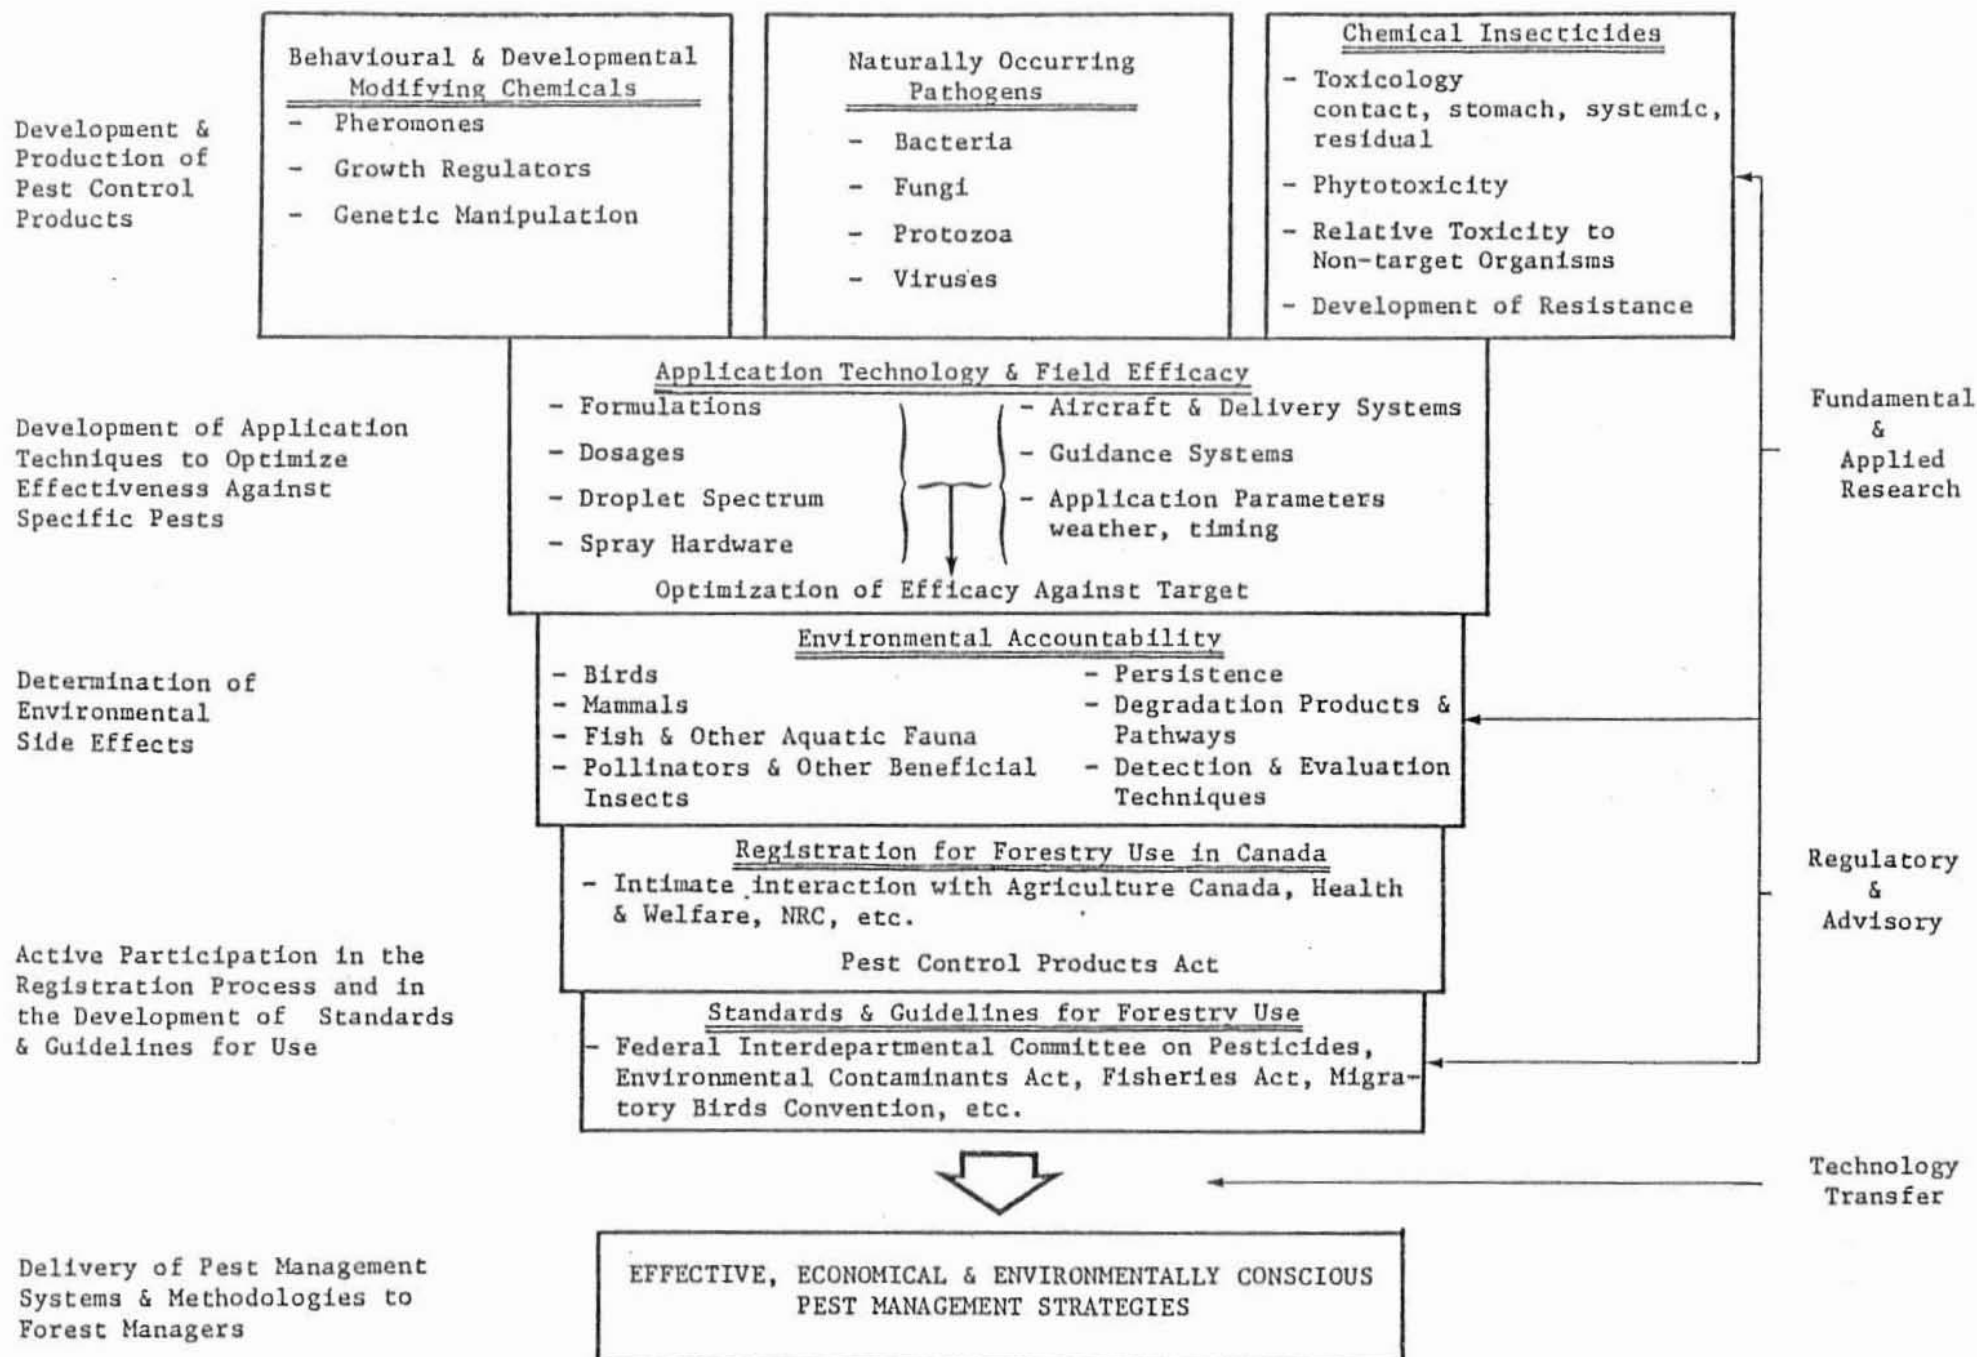 Development &
Production of
Pest Control
Products
Behavioural & Developmental
Modifying Chemicals
- Pheromones
- Growth Regulators
- Genetic Manipulation
Naturally Occurring
Pathogens
- Bacteria
- Fungi
- Protozoa
- Viruses
Chemical Insecticides
- Toxicology
contact, stomach, systemic,
residual
- Phytotoxicity
- Relative Toxicity to
Non-target Organisms
- Development of Resistance
Development of Application
Techniques to Optimize
Effectiveness Against
Specific Pests
Application Technology & Field Efficacy
- Formulations
- Dosages
- Droplet Spectrum
- Spray Hardware
- Aircraft & Delivery Systems
- Guidance Systems
- Application Parameters
weather, timing
Optimization of Efficacy Against Target
Fundamental
&
Applied
Research
Determination of
Environmental
Side Effects
Environmental Accountability
- Birds
- Mammals
- Fish & Other Aquatic Fauna
- Pollinators & Other Beneficial
Insects
- Persistence
- Degradation Products &
Pathways
- Detection & Evaluation
Techniques
Registration for Forestry Use in Canada
- Intimate interaction with Agriculture Canada, Health
& Welfare, NRC, etc.
Pest Control Products Act
Regulatory
&
Advisory
Active Participation in the
Registration Process and in
the Development of Standards
& Guidelines for Use
Standards & Guidelines for Forestry Use
- Federal Interdepartmental Committee on Pesticides,
Environmental Contaminants Act, Fisheries Act, Migra-
tory Birds Convention, etc.
Technology
Transfer
Delivery of Pest Management
Systems & Methodologies to
Forest Managers
EFFECTIVE, ECONOMICAL & ENVIRONMENTALLY CONSCIOUS
PEST MANAGEMENT STRATEGIES